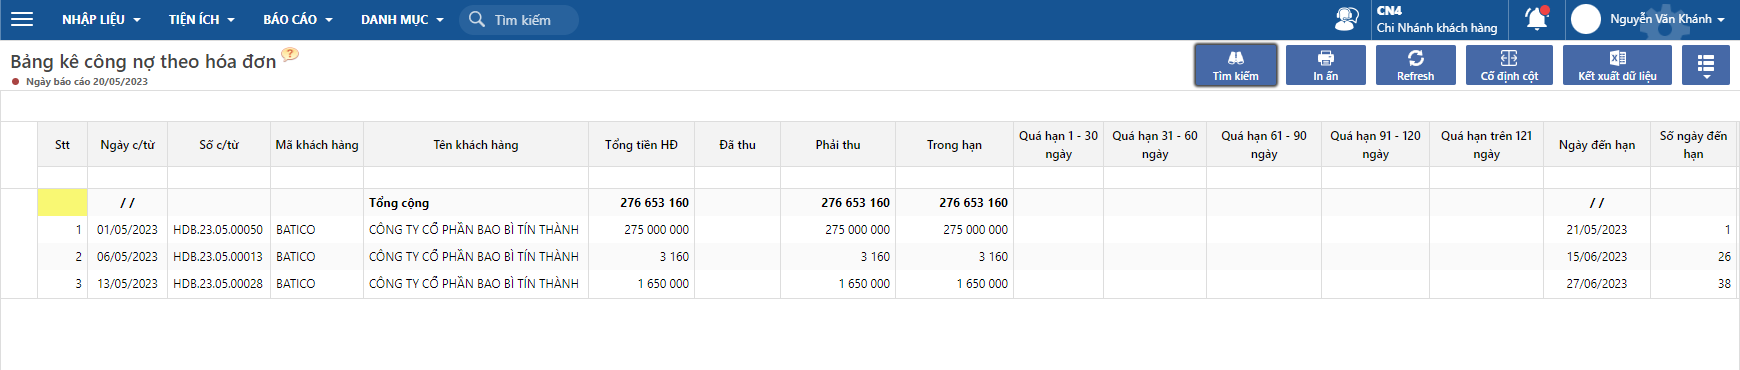 NHẬP LIỆU TIỆN ÍCH BÁO CÁO DANH MỤC Tìm kiếm CN4 Nguyễn Văn Khánh
Chi Nhánh khách hàng
Bảng kê công nợ theo hóa đơn ?
Ngày báo cáo 20/05/2023
Tìm kiếm In ấn Refresh Cố định cột Kết xuất dữ liệu
Stt Ngày c/từ Số c/từ Mã khách hàng Tên khách hàng Tổng tiền HĐ Đã thu Phải thu Trong hạn Quá hạn 1 - 30 ngày Quá hạn 31 - 60 ngày Quá hạn 61 - 90 ngày Quá hạn 91 - 120 ngày Quá hạn trên 121 ngày Ngày đến hạn Số ngày đến hạn
/ / Tổng cộng 276 653 160 276 653 160 276 653 160 / /
1 01/05/2023 HDB.23.05.00050 BATICO CÔNG TY CỔ PHẦN BAO BÌ TÍN THÀNH 275 000 000 275 000 000 275 000 000 21/05/2023 1
2 06/05/2023 HDB.23.05.00013 BATICO CÔNG TY CỔ PHẦN BAO BÌ TÍN THÀNH 3 160 3 160 3 160 15/06/2023 26
3 13/05/2023 HDB.23.05.00028 BATICO CÔNG TY CỔ PHẦN BAO BÌ TÍN THÀNH 1 650 000 1 650 000 1 650 000 27/06/2023 38